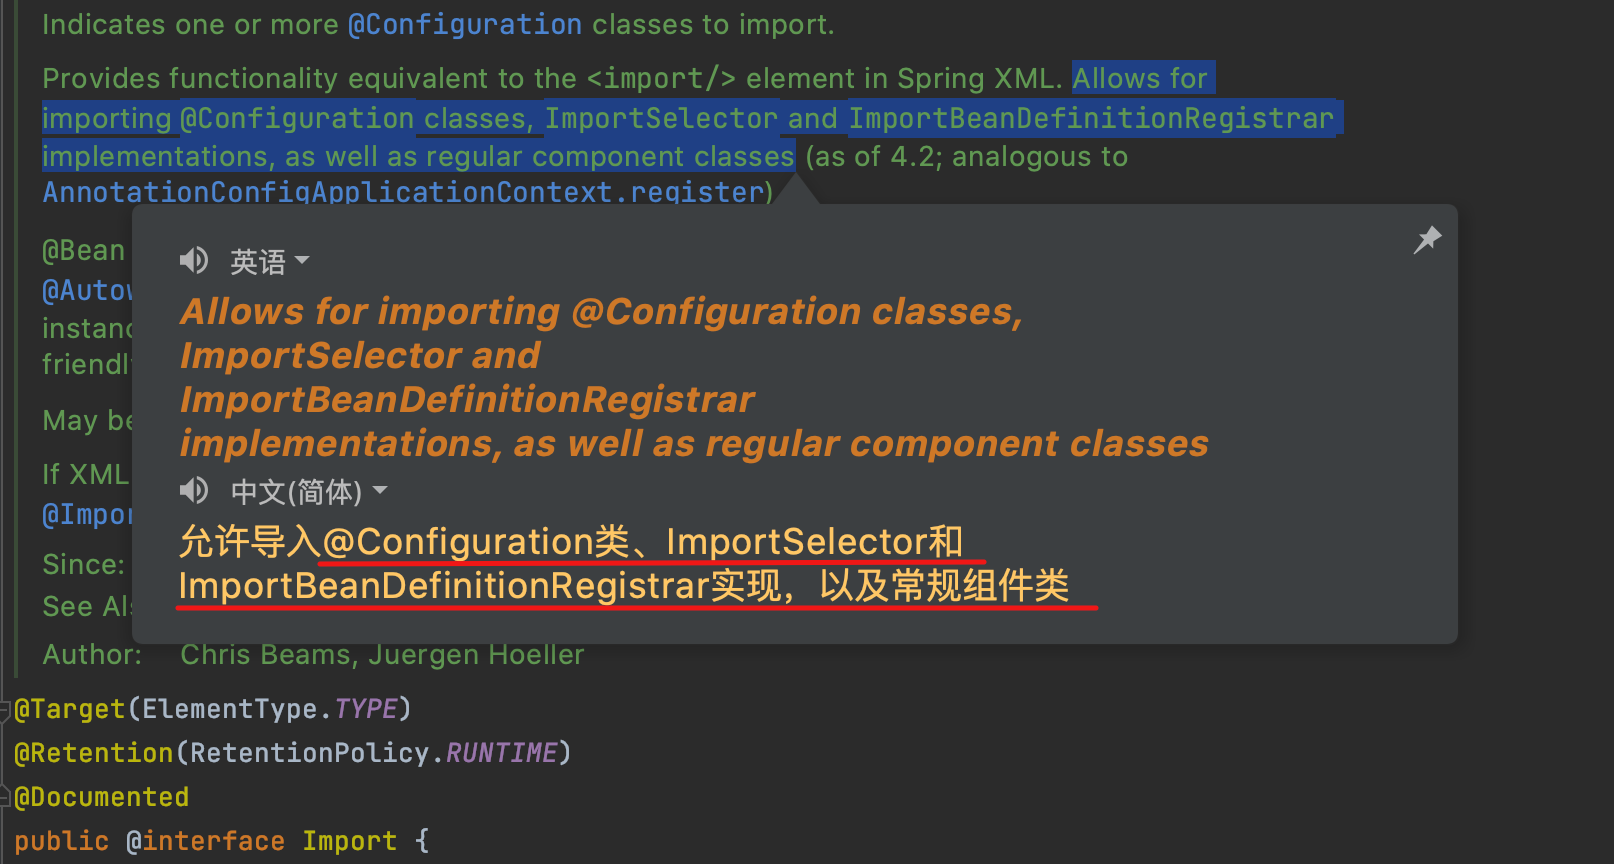 Indicates one or more @Configuration classes to import.
Provides functionality equivalent to the <import/> element in Spring XML. Allows for
importing @Configuration classes, ImportSelector and ImportBeanDefinitionRegistrar
implementations, as well as regular component classes (as of 4.2; analogous to
AnnotationConfigApplicationContext.register)
@Bean
英语
Allows for importing @Configuration classes,
ImportSelector and
ImportBeanDefinitionRegistrar
implementations, as well as regular component classes
中文(简体)
允许导入@Configuration类、ImportSelector和
ImportBeanDefinitionRegistrar实现，以及常规组件类
May be
If XML
Since:
See
Author: Chris Beams, Juergen Hoeller
@Target(ElementType.TYPE)
@Retention(RetentionPolicy.RUNTIME)
@Documented
public @interface Import {